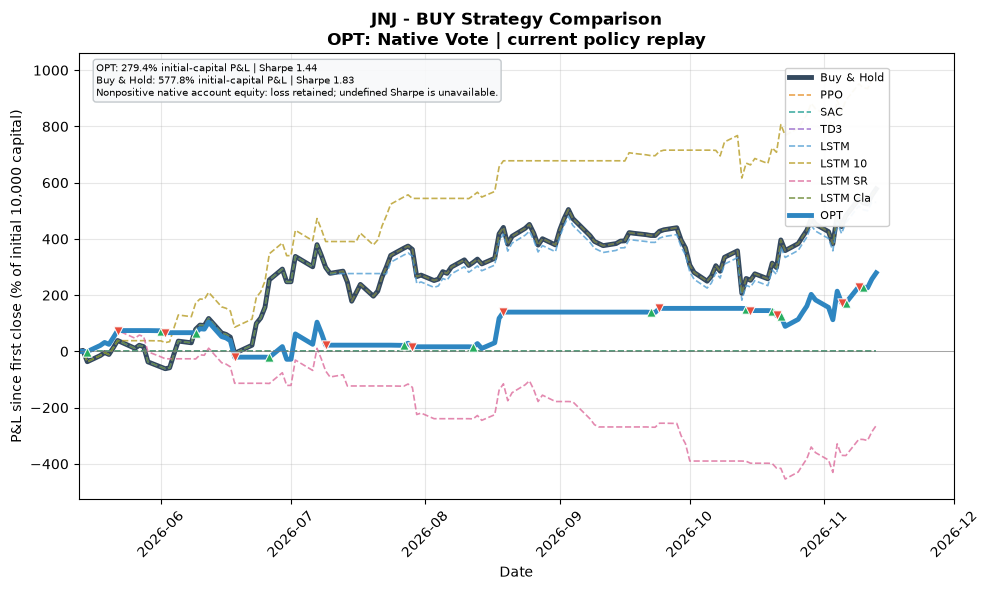 JNJ - BUY Strategy Comparison
OPT: Native Vote | current policy replay
OPT: 279.4% initial-capital P&L | Sharpe 1.44
Buy & Hold: 577.8% initial-capital P&L | Sharpe 1.83
Nonpositive native account equity: loss retained; undefined Sharpe is unavailable.
Buy & Hold
PPO
SAC
TD3
LSTM
LSTM 10
LSTM SR
LSTM Cla
OPT
P&L since first close (% of initial 10,000 capital)
1000
800
600
400
200
0
−200
−400
2026-06
2026-07
2026-08
2026-09
2026-10
2026-11
2026-12
Date